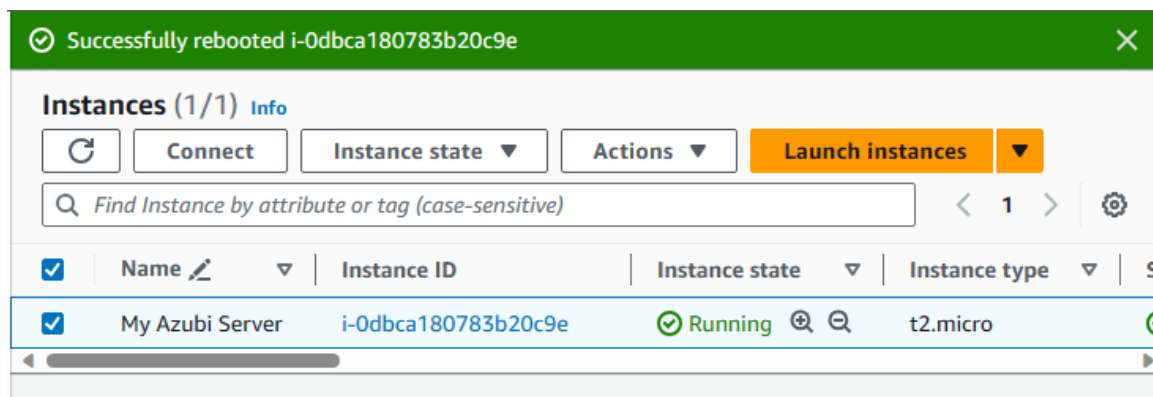 Successfully rebooted i-0dbca180783b20c9e
Instances (1/1) Info
Connect Instance state Actions Launch instances
Find Instance by attribute or tag (case-sensitive) 1
Name Instance ID Instance state Instance type
My Azubi Server i-0dbca180783b20c9e Running t2.micro